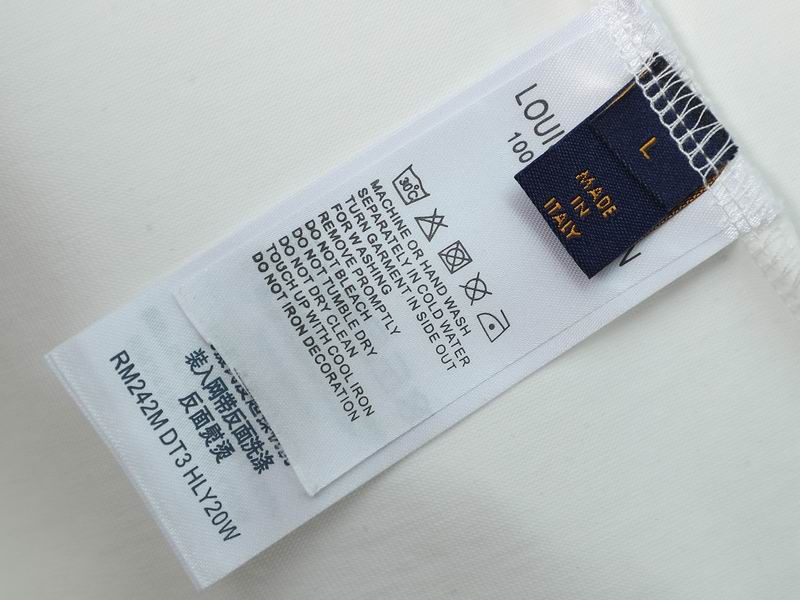 L
MADE
IN
ITALY
LOUI
100
N
30°C
MACHINE OR HAND WASH
SEPARATELY IN COLD WATER
TURN GARMENT IN SIDE OUT
FOR WASHING
REMOVE PROMPTLY
DO NOT BLEACH
DO NOT TUMBLE DRY
DO NOT DRY CLEAN
TOUCH UP WITH COOL IRON
DO NOT IRON DECORATION
装入网带反面洗涤
反面熨烫
RM242M DT3 HLY20W